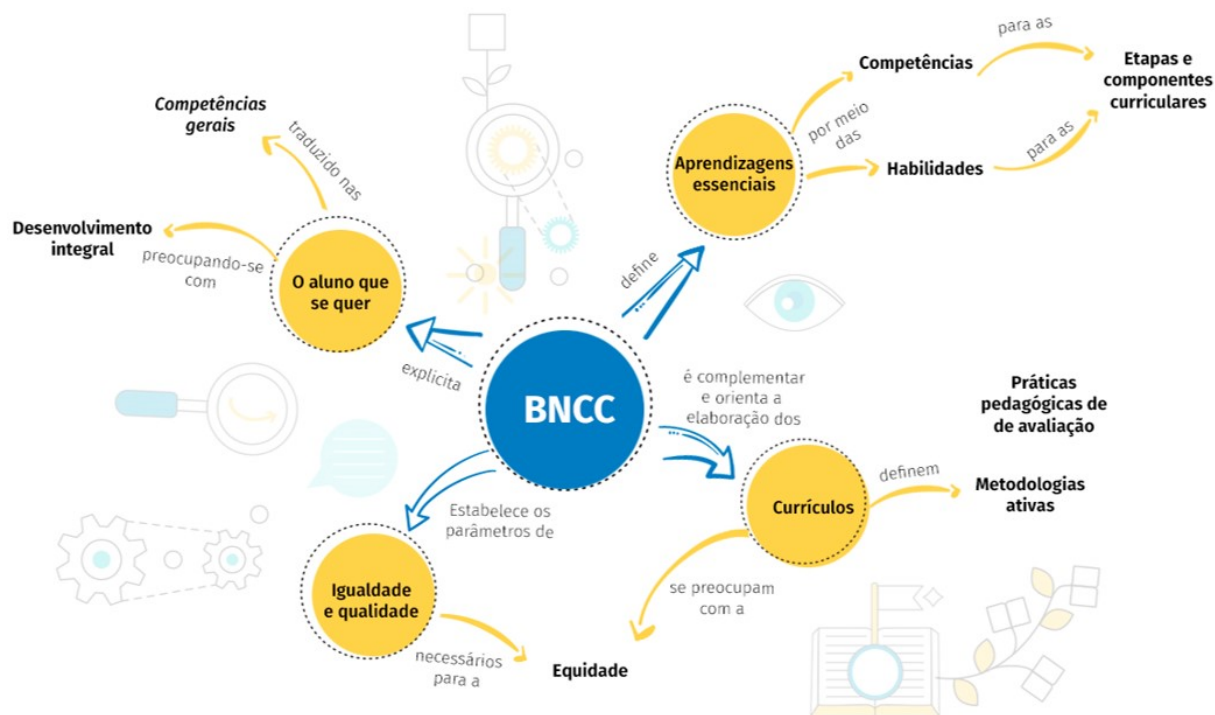 Competências
gerais
traduzido nas
Desenvolvimento
integral
preocupando-se
com
O aluno que
se quer
explicita
BNCC
define
Aprendizagens
essenciais
por meio
das
Competências
para as
Habilidades
para as
Etapas e
componentes
curriculares
é complementar
e orienta a
elaboração dos
Currículos
definem
Práticas
pedagógicas de
de avaliação
Metodologias
ativas
se preocupam
com a
Estabelece os
parâmetros de
Igualdade
e qualidade
necessários
para a
Equidade